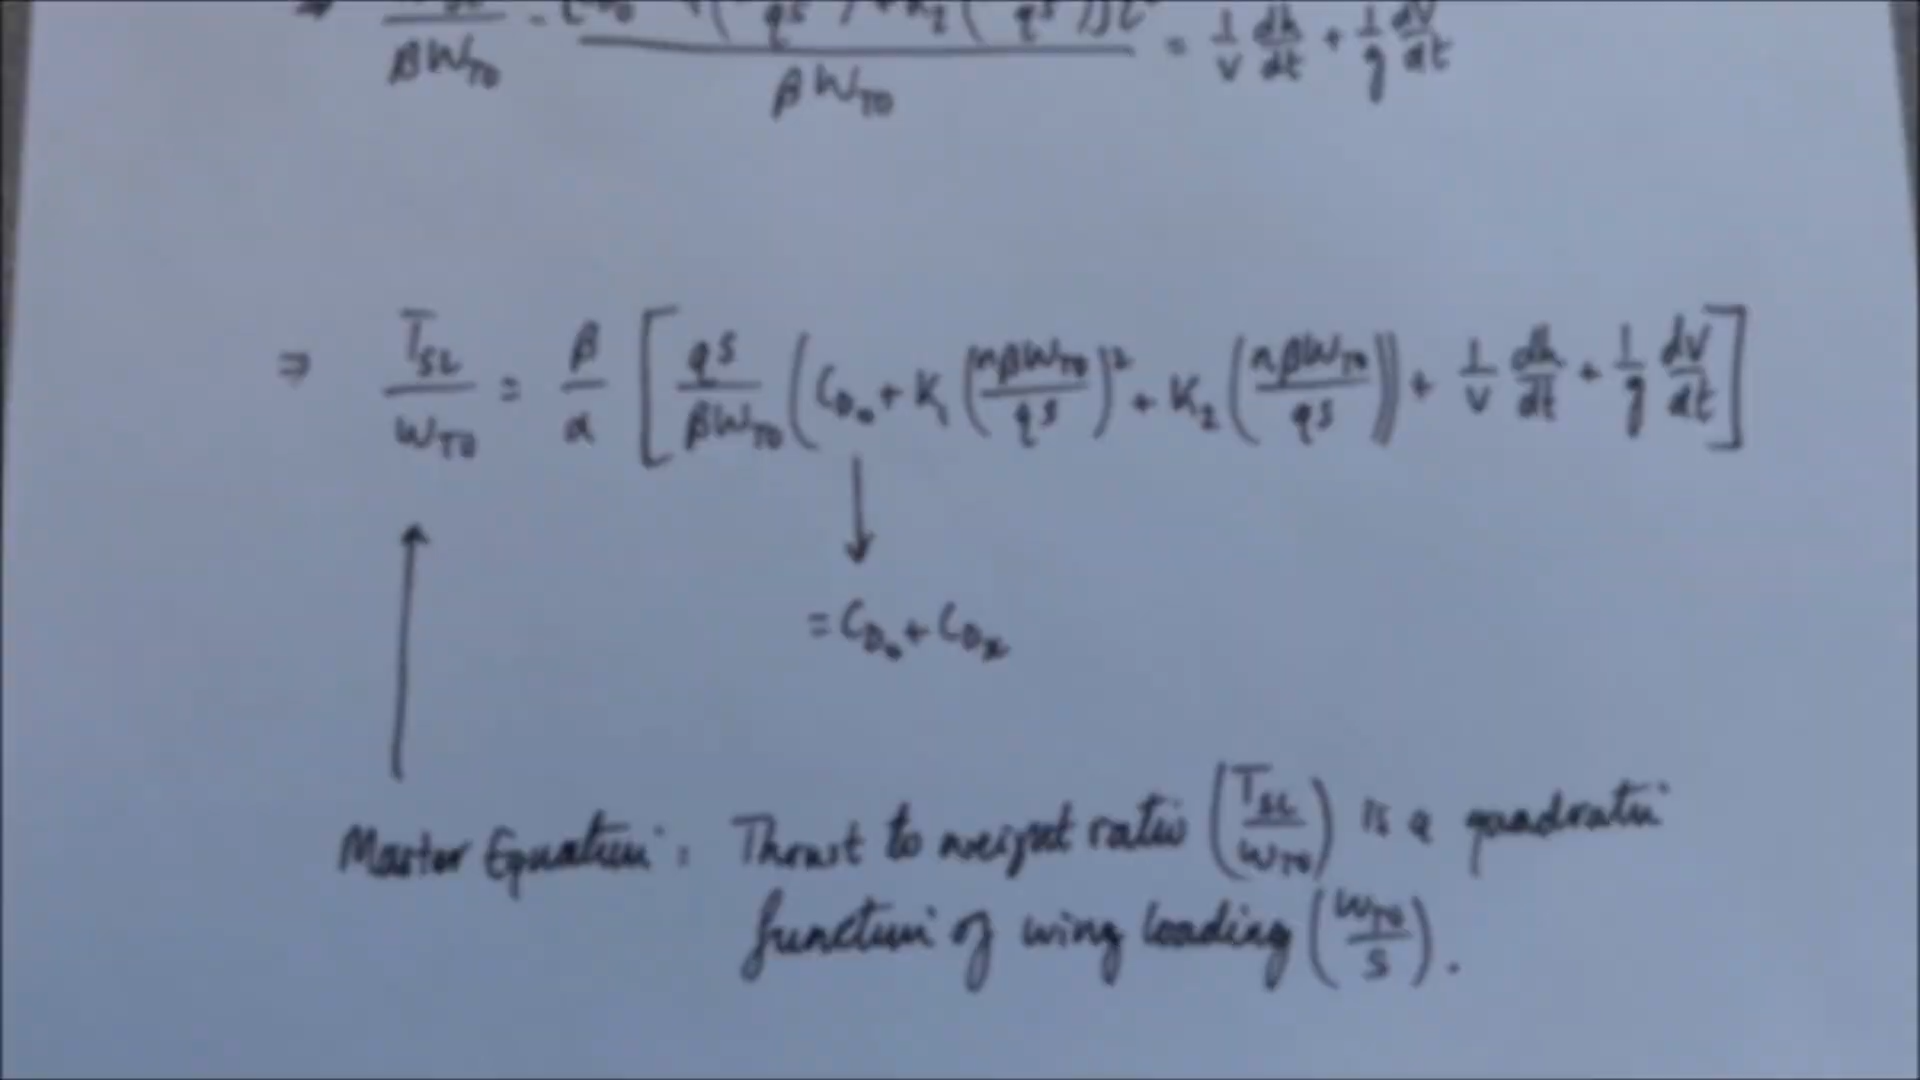 βW_TO - βW_TO = 1/V dh/dt + 1/g dV/dt
⇒ T_SL/W_TO = β/α [ qS/βW_TO ( C_D₀ + K₁ (nβW_TO/qS)² + K₂ (nβW_TO/qS) ) + 1/V dh/dt + 1/g dV/dt ]
= C_D₀ + C_Dx
Master Equation: Thrust to weight ratio (T_SL/W_TO) is a quadratic
function of wing loading (W_TO/S).